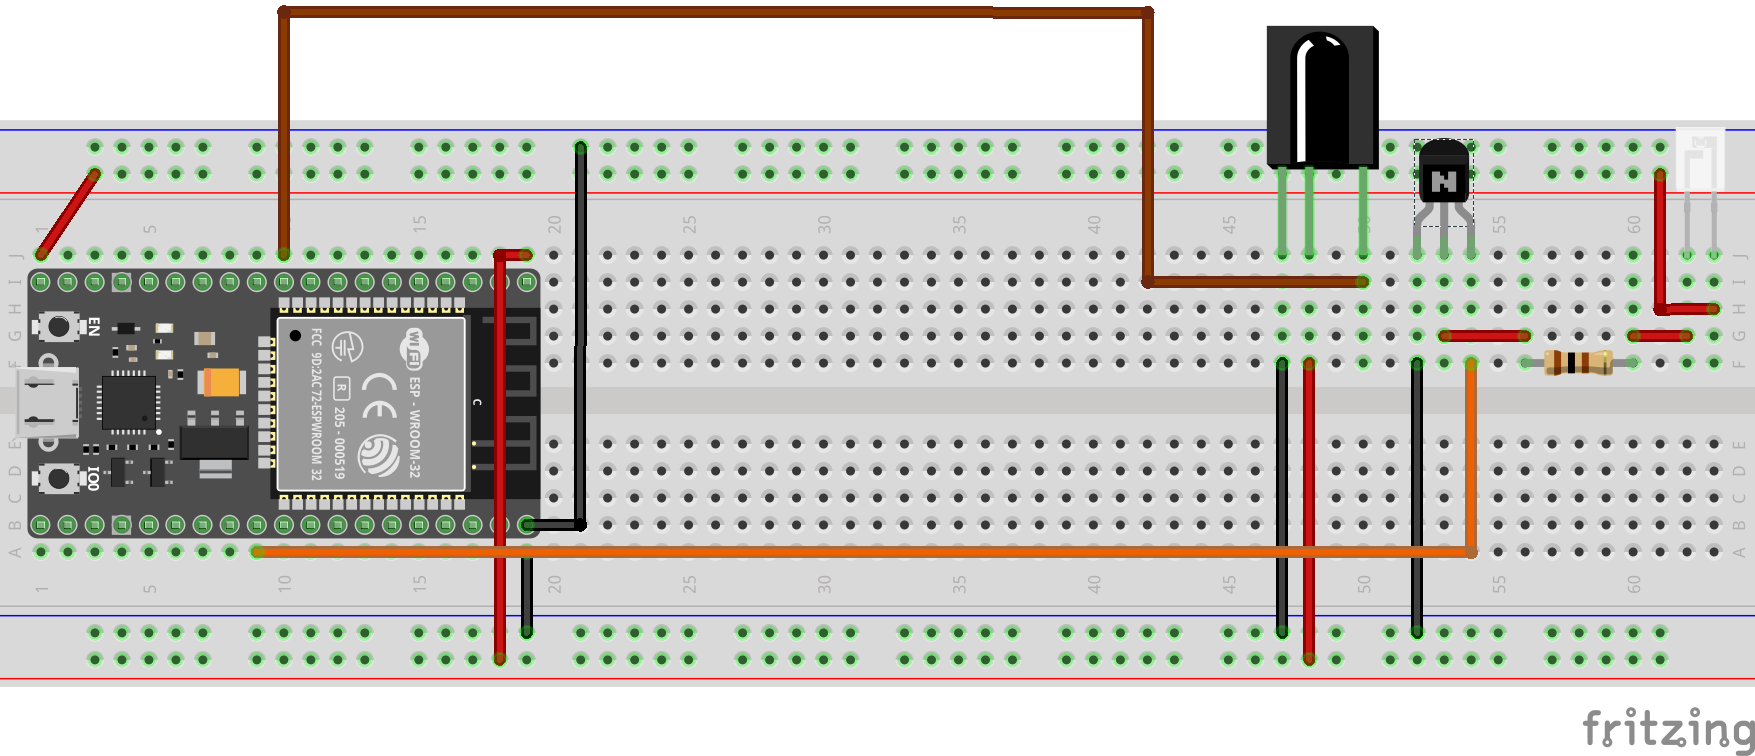 1 5 10 15 20 25 30 35 40 45 50 55 60
J J
I I
H H
G G
F F
E E
D D
C C
B B
A A
EN
IO0
WiFi
ESP - WROOM-32
CE
R
205 - 000519
FCC 9D:2AC72-ESPWROOM 32
C
N
1 5 10 15 20 25 30 35 40 45 50 55 60
fritzing